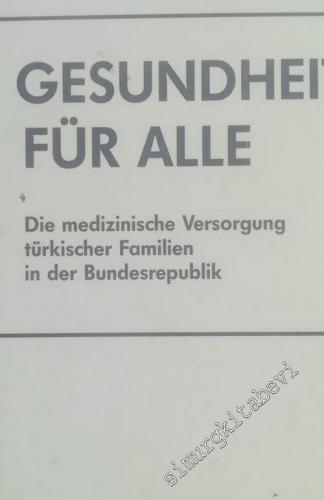 GESUNDHEIT
FÜR ALLE
Die medizinische Versorgung
türkischer Familien
in der Bundesrepublik
simurgkitabevi